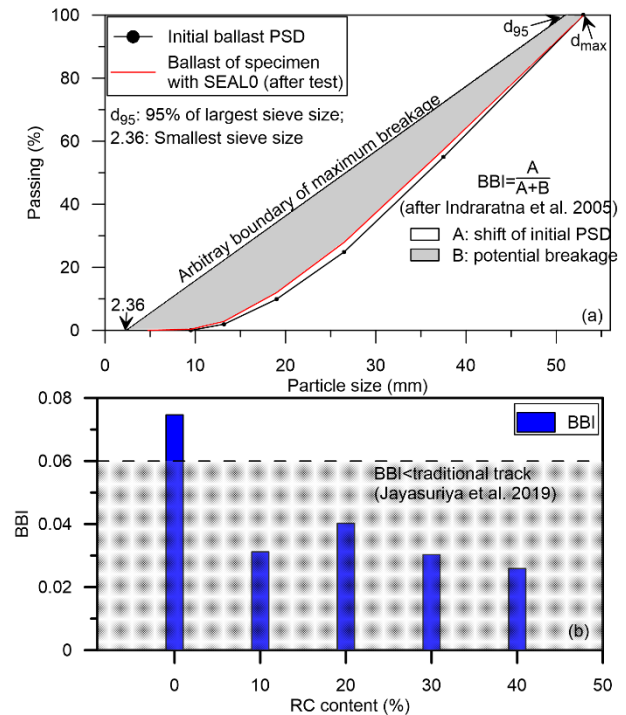 100
80
60
40
20
0
Passing (%)
Initial ballast PSD
Ballast of specimen
with SEAL0 (after test)
d95: 95% of largest sieve size;
2.36: Smallest sieve size
d95
dmax
Arbitray boundary of maximum breakage
BBI=A/A+B
(after Indraratna et al. 2005)
A: shift of initial PSD
B: potential breakage
2.36
(a)
0 10 20 30 40 50
Particle size (mm)
0.08
0.06
0.04
0.02
0
BBI
BBI
BBI<traditional track
(Jayasuriya et al. 2019)
(b)
0 10 20 30 40 50
RC content (%)